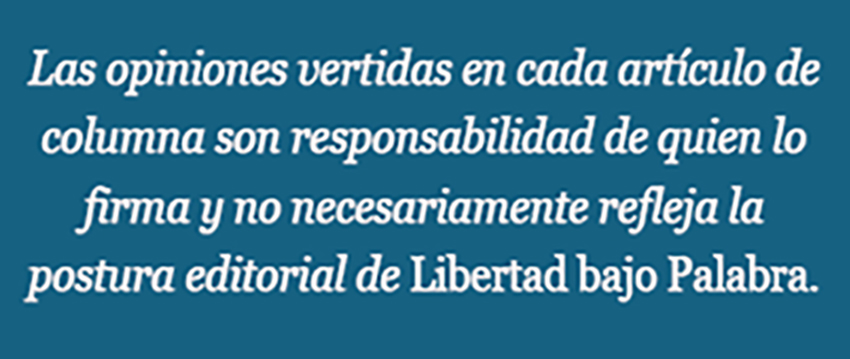 Las opiniones vertidas en cada artículo de
columna son responsabilidad de quien lo
firma y no necesariamente refleja la
postura editorial de Libertad bajo Palabra.